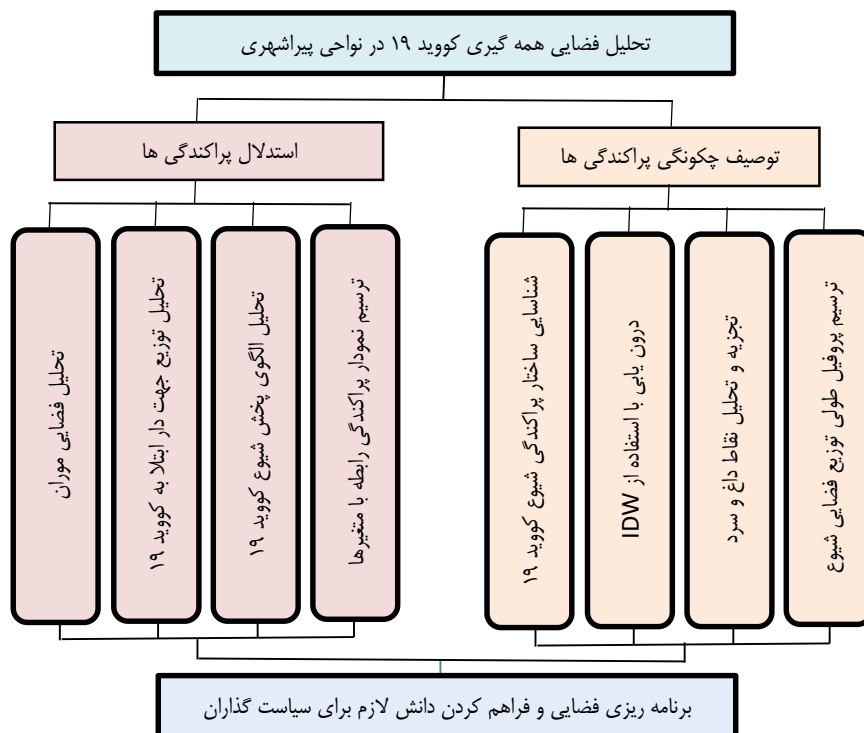 تحلیل فضایی همه گیری کووید ۱۹ در نواحی پیراشهری
توصیف چگونگی پراکندگی ها
استدلال پراکندگی ها
ترسیم پروفیل طولی توزیع فضایی شیوع
تجزیه و تحلیل نقاط داغ و سرد
درون یابی با استفاده از IDW
شناسایی ساختار پراکندگی شیوع کووید ۱۹
ترسیم نمودار پراکندگی رابطه با متغیرها
تحلیل الگوی پخش شیوع کووید ۱۹
تحلیل توزیع جهت دار ابتلا به کووید ۱۹
تحلیل فضایی موران
برنامه ریزی فضایی و فراهم کردن دانش لازم برای سیاست گذاران